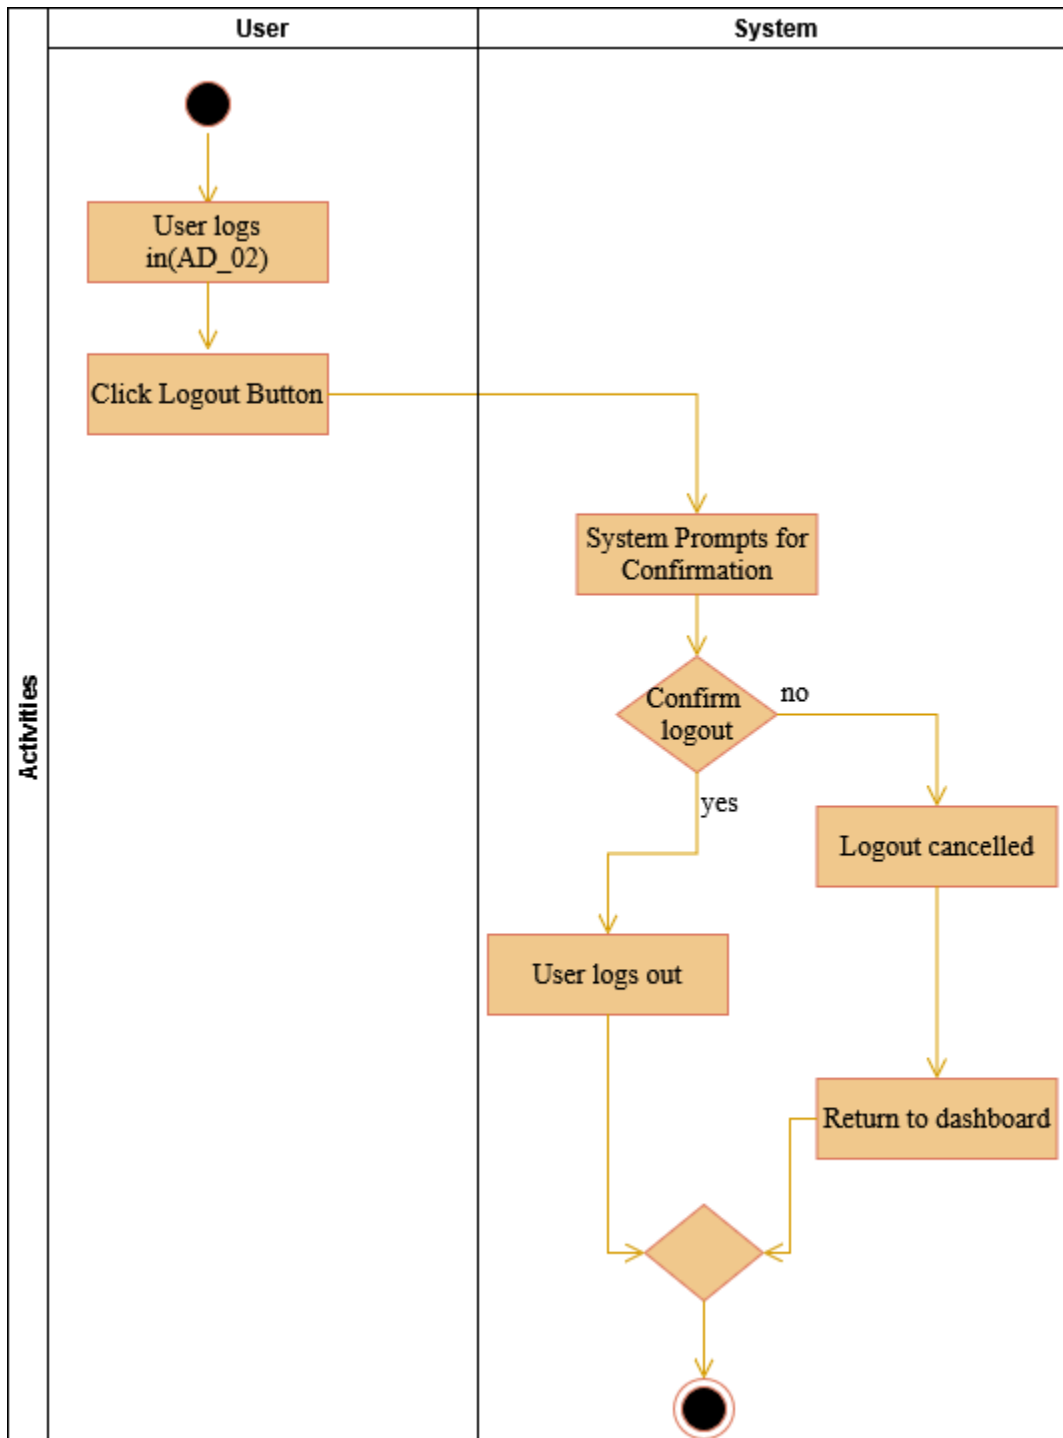 User
System
Activities
User logs
in(AD_02)
Click Logout Button
System Prompts for
Confirmation
Confirm
logout
no
yes
Logout cancelled
User logs out
Return to dashboard